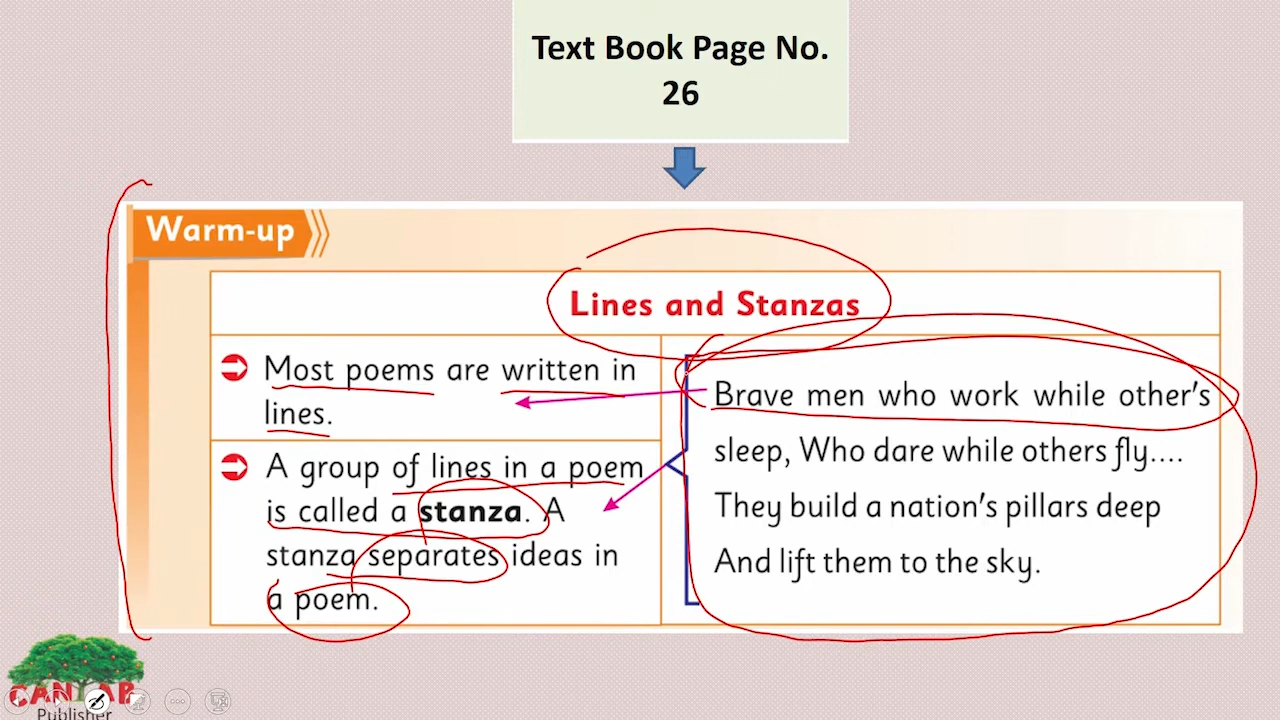 Text Book Page No.
26
Warm-up
Lines and Stanzas
Most poems are written in
lines.
A group of lines in a poem
is called a stanza. A
stanza separates ideas in
a poem.
Brave men who work while other's
sleep, Who dare while others fly....
They build a nation's pillars deep
And lift them to the sky.
CANTAB
Publisher